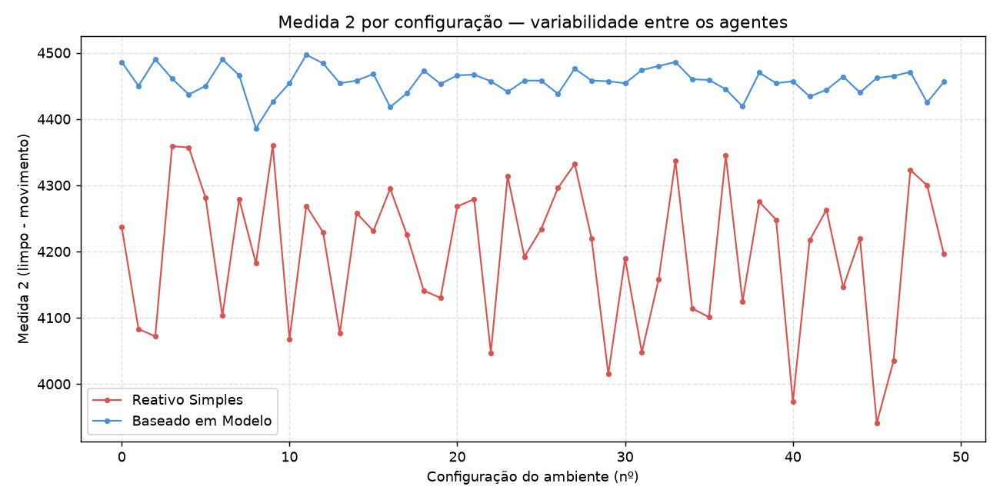 Medida 2 por configuração — variabilidade entre os agentes
Medida 2 (limpo - movimento)
4500
4400
4300
4200
4100
4000
Reativo Simples
Baseado em Modelo
0 10 20 30 40 50
Configuração do ambiente (nº)